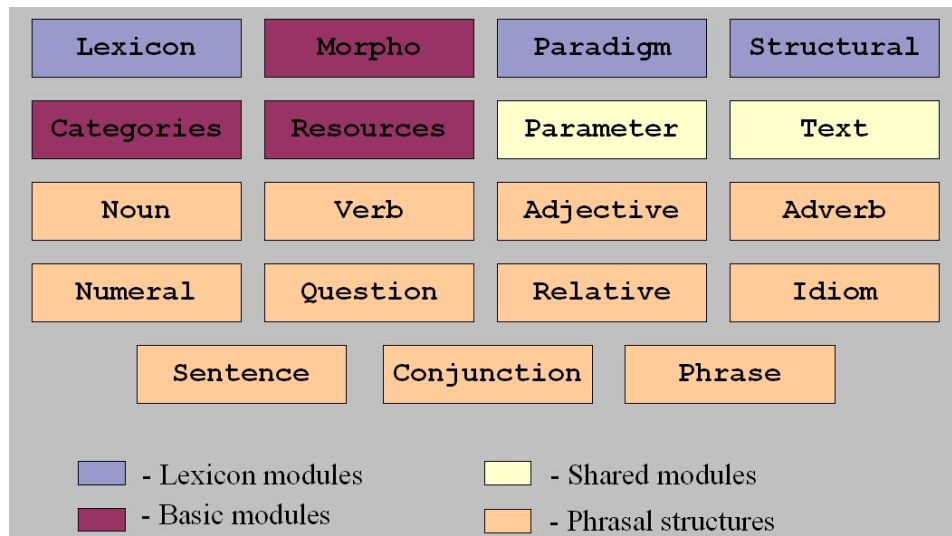 Lexicon Morpho Paradigm Structural
Categories Resources Parameter Text
Noun Verb Adjective Adverb
Numeral Question Relative Idiom
Sentence Conjunction Phrase
- Lexicon modules - Shared modules
- Basic modules - Phrasal structures